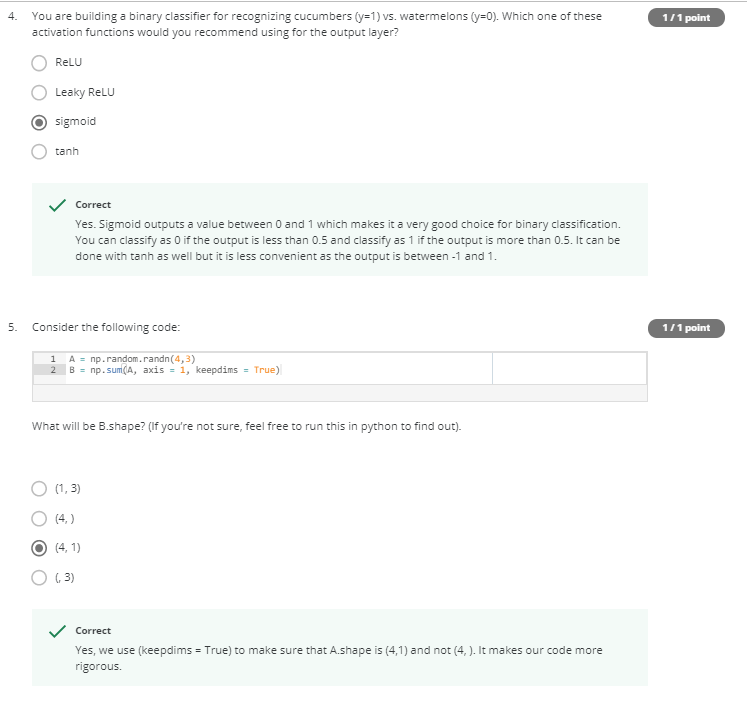 4. You are building a binary classifier for recognizing cucumbers (y=1) vs. watermelons (y=0). Which one of these
activation functions would you recommend using for the output layer?
1 / 1 point
ReLU
Leaky ReLU
sigmoid
tanh
Correct
Yes. Sigmoid outputs a value between 0 and 1 which makes it a very good choice for binary classification.
You can classify as 0 if the output is less than 0.5 and classify as 1 if the output is more than 0.5. It can be
done with tanh as well but it is less convenient as the output is between -1 and 1.
5. Consider the following code:
1 / 1 point
1 A = np.random.randn(4,3)
2 B = np.sum(A, axis = 1, keepdims = True)
What will be B.shape? (If you're not sure, feel free to run this in python to find out).
(1, 3)
(4, )
(4, 1)
(, 3)
Correct
Yes, we use (keepdims = True) to make sure that A.shape is (4,1) and not (4, ). It makes our code more
rigorous.